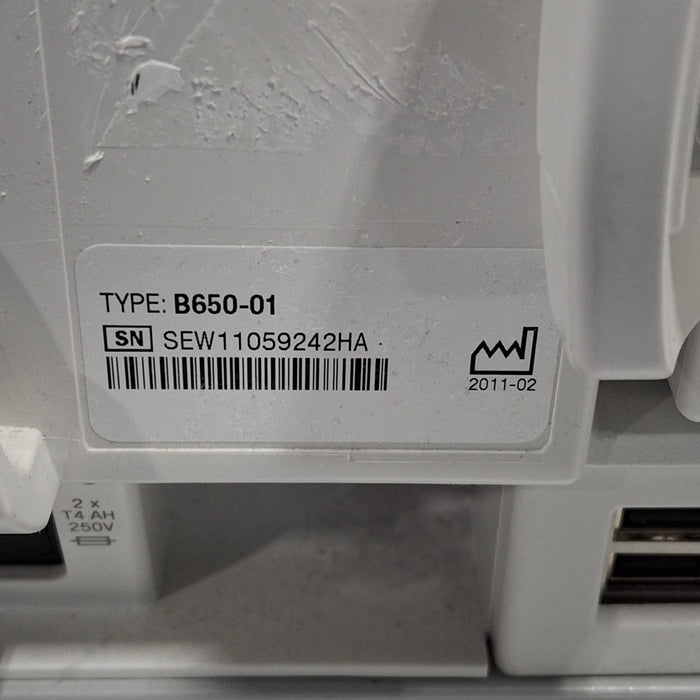 TYPE: B650-01
SN SEW11059242HA
2011-02
2 x
T4 AH
250V